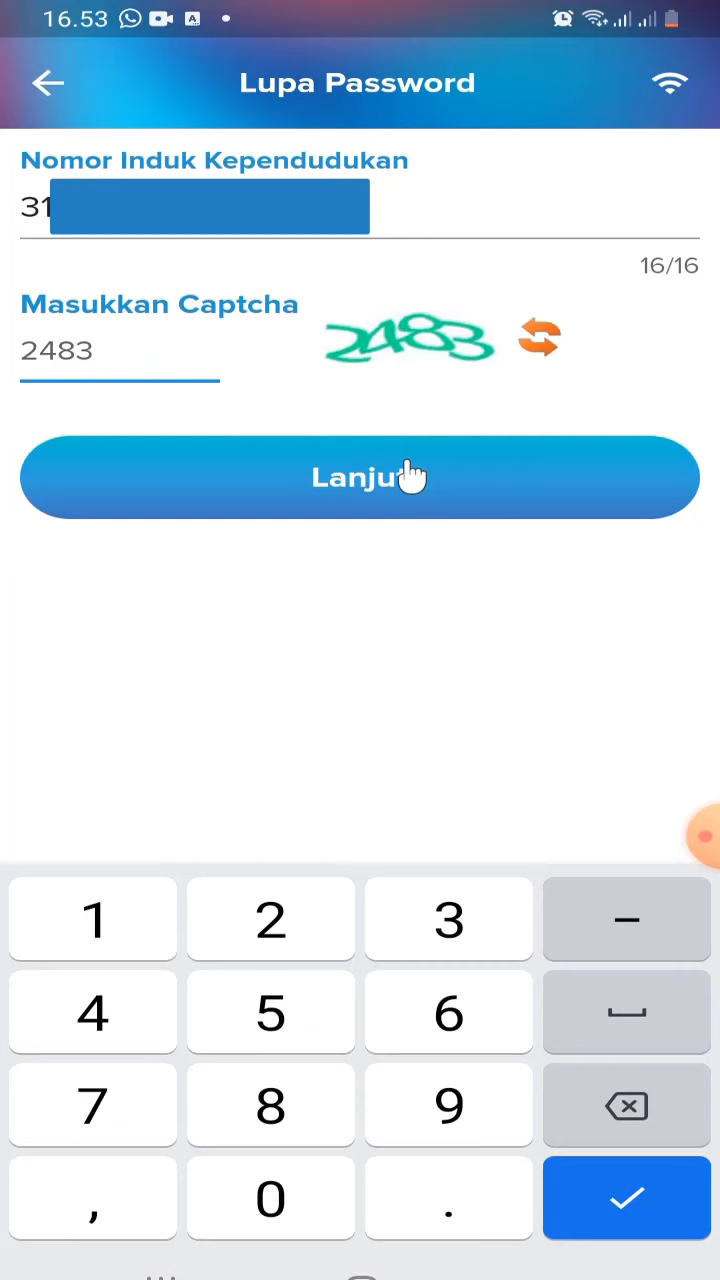 16.53
Lupa Password
Nomor Induk Kependudukan
31
16/16
Masukkan Captcha
2483
2483
Lanjut
1 2 3 –
4 5 6
7 8 9
, 0 .